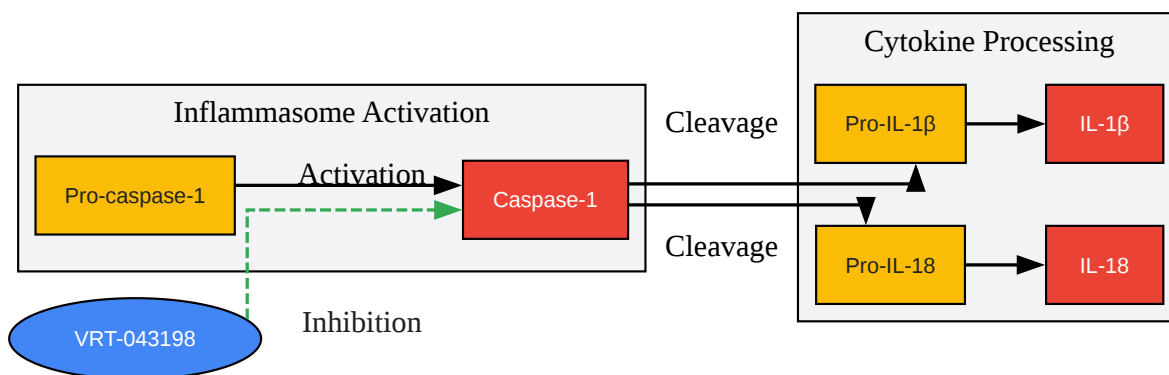 Cytokine Processing
Inflammasome Activation
Cleavage
Pro-IL-1β
IL-1β
Activation
Pro-caspase-1
Caspase-1
Cleavage
Pro-IL-18
IL-18
Inhibition
VRT-043198